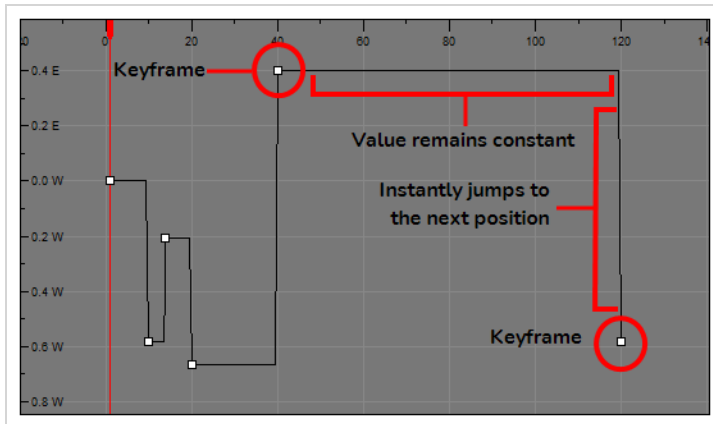 0
0
20
40
60
80
100
120
14
0.4 E
Keyframe
0.2 E
Value remains constant
0.0 W
Instantly jumps to
the next position
0.2 W
0.4 W
Keyframe
0.6 W
0.8 W